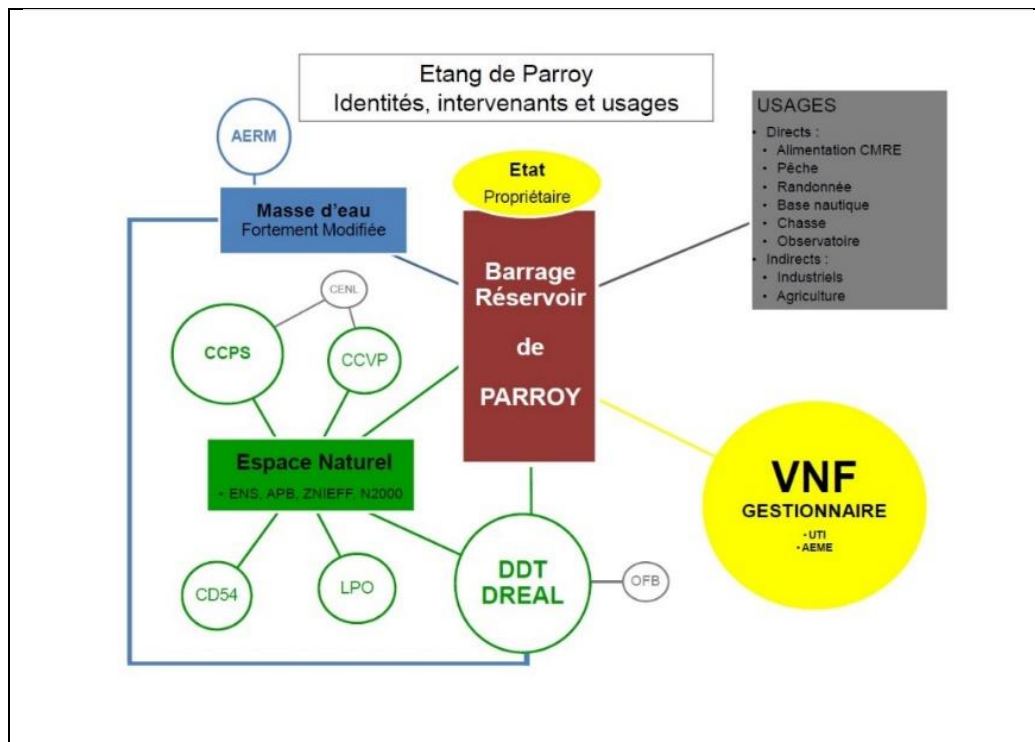 Etang de Parroy
Identités, intervenants et usages
AERM
Masse d'eau
Fortement Modifiée
Etat
Propriétaire
Barrage
Réservoir
de
PARROY
USAGES
• Directs :
• Alimentation CMRE
• Pêche
• Randonnée
• Base nautique
• Chasse
• Observatoire
• Indirects :
• Industriels
• Agriculture
CENL
CCPS
CCVP
Espace Naturel
• ENS, APB, ZNIEFF, N2000
CD54
LPO
DDT
DREAL
OFB
VNF
GESTIONNAIRE
• UTI
• AEME